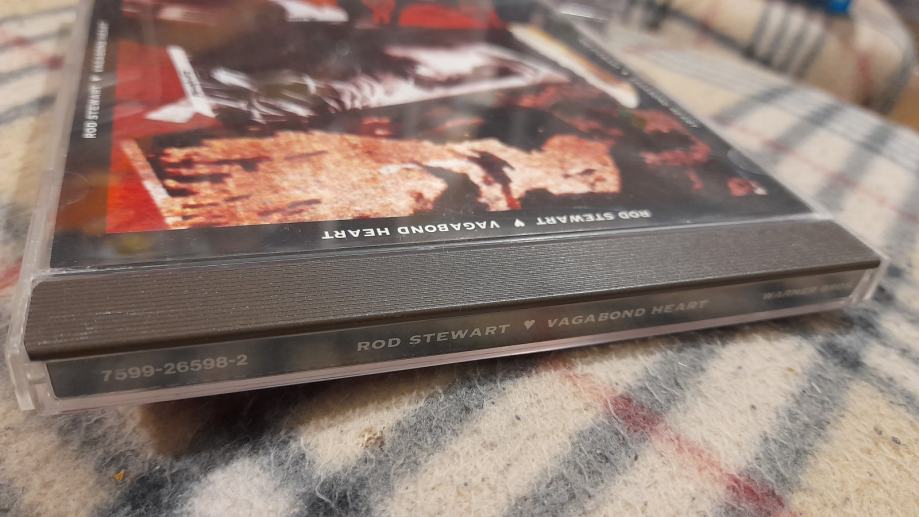 ROD STEWART ♥ VAGABOND HEART
ROD STEWART ♥ VAGABOND HEART
7599-26598-2 ROD STEWART ♥ VAGABOND HEART WARNER BROS.